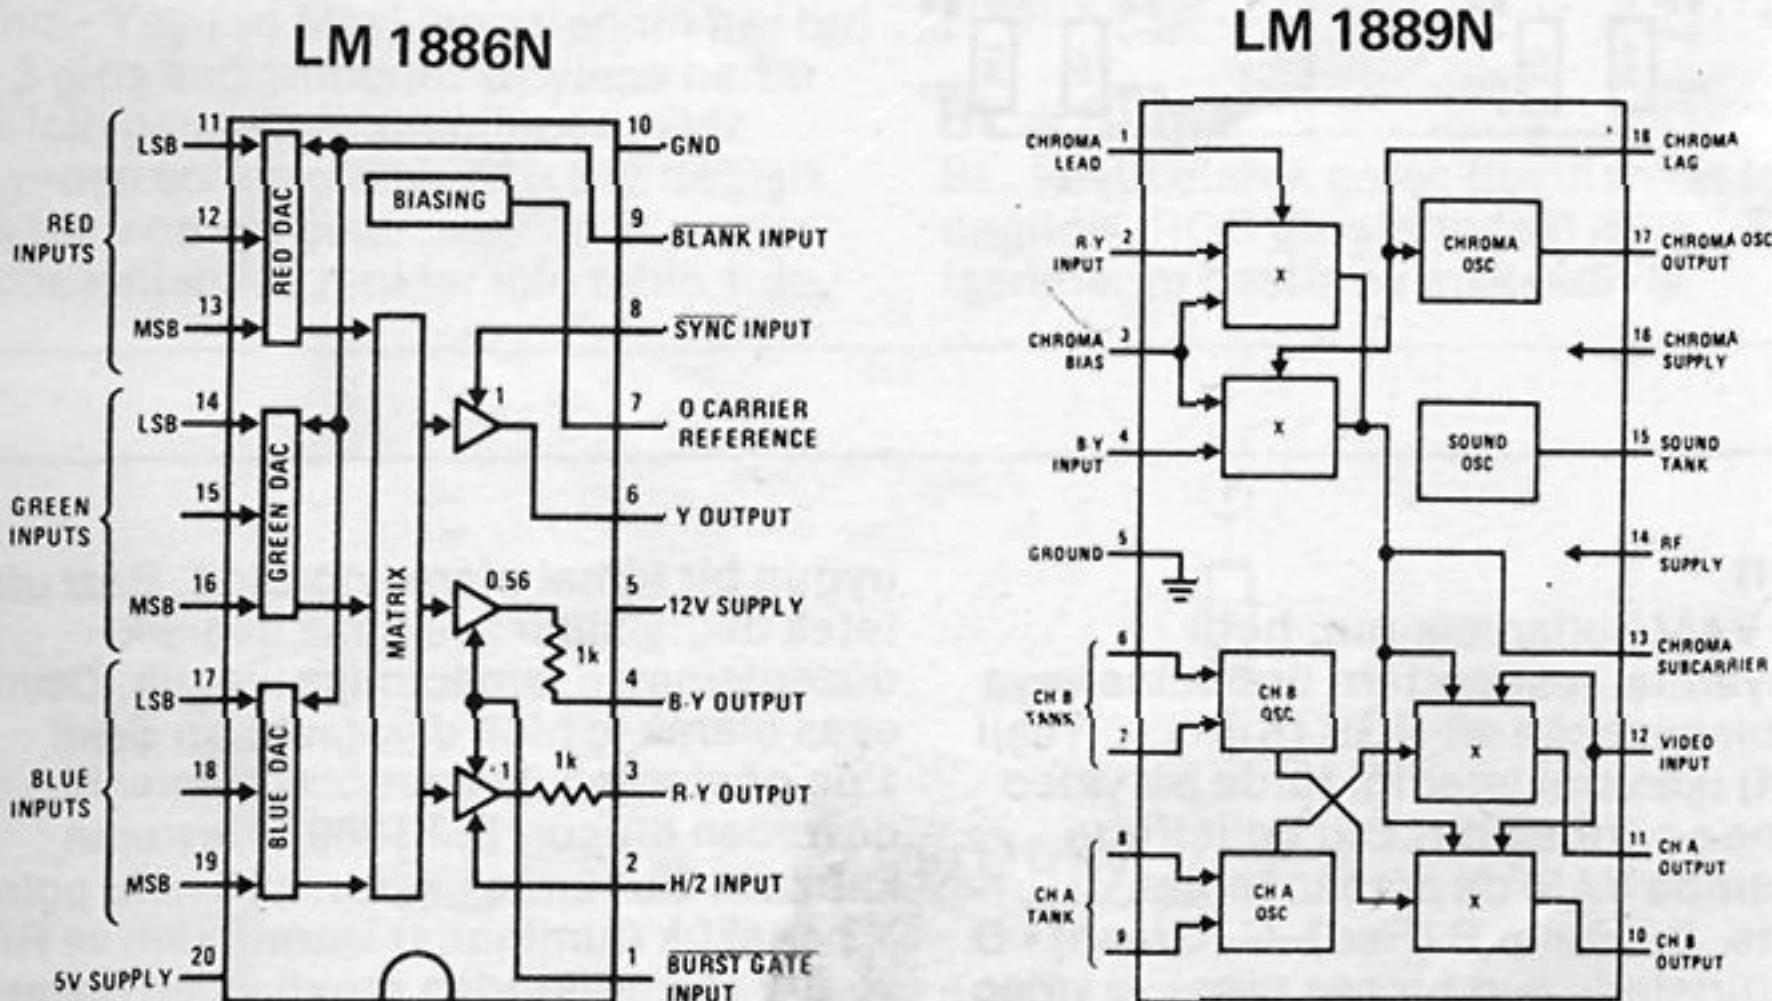 LM 1886N
RED
INPUTS
LSB
11
12
MSB
13
GREEN
INPUTS
LSB
14
15
MSB
16
BLUE
INPUTS
LSB
17
18
MSB
19
5V SUPPLY
20
RED DAC
GREEN DAC
BLUE DAC
MATRIX
BIASING
1
0.56
1k
1
1k
10
GND
9
BLANK INPUT
8
SYNC INPUT
7
O CARRIER
REFERENCE
6
Y OUTPUT
5
12V SUPPLY
4
B-Y OUTPUT
3
R-Y OUTPUT
2
H/2 INPUT
1
BURST GATE
INPUT
LM 1889N
CHROMA
LEAD
1
R-Y
INPUT
2
CHROMA
BIAS
3
B-Y
INPUT
4
GROUND
5
CH B
TANK
6
7
CH A
TANK
8
9
X
X
CHROMA
OSC
SOUND
OSC
CH B
OSC
CH A
OSC
X
X
18
CHROMA
LAG
17
CHROMA OSC
OUTPUT
16
CHROMA
SUPPLY
15
SOUND
TANK
14
RF
SUPPLY
13
CHROMA
SUBCARRIER
12
VIDEO
INPUT
11
CH A
OUTPUT
10
CH B
OUTPUT